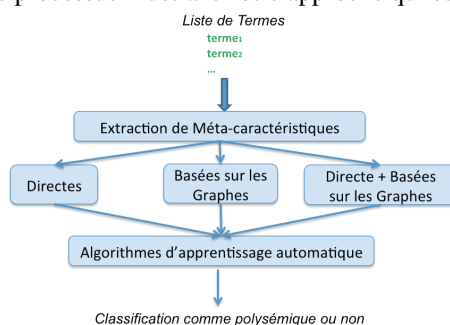 Liste de Termes
terme1
terme2
...
Extraction de Méta-caractéristiques
Directes
Basées sur les
Graphes
Directe + Basées
sur les Graphes
Algorithmes d'apprentissage automatique
Classification comme polysémique ou non